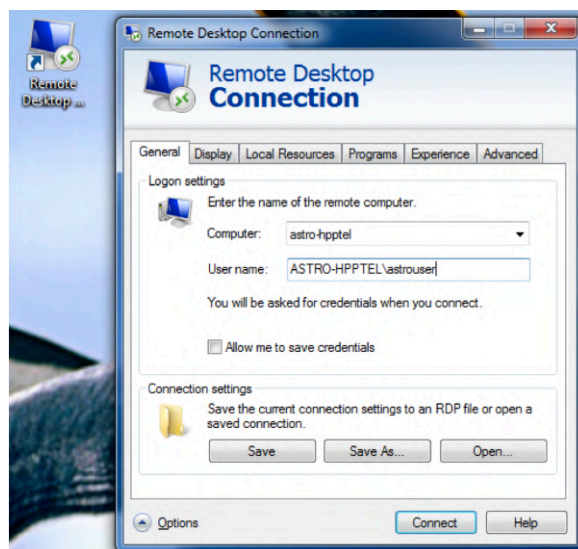 Remote
Desktop ...
Remote Desktop Connection
Remote Desktop
Connection
General Display Local Resources Programs Experience Advanced
Logon settings
Enter the name of the remote computer.
Computer: astro-hpptel
User name: ASTRO-HPPTEL\astrouser
You will be asked for credentials when you connect.
Allow me to save credentials
Connection settings
Save the current connection settings to an RDP file or open a
saved connection.
Save Save As... Open...
Options Connect Help